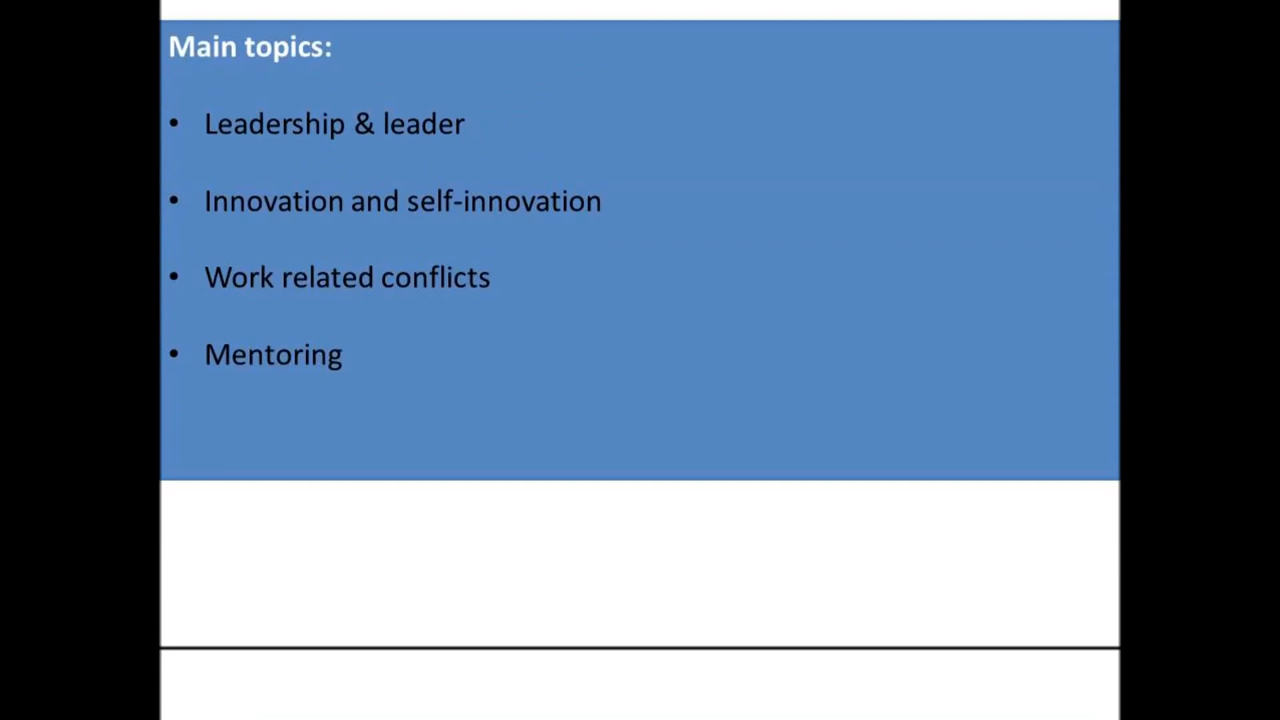 Main topics:
• Leadership & leader
• Innovation and self-innovation
• Work related conflicts
• Mentoring